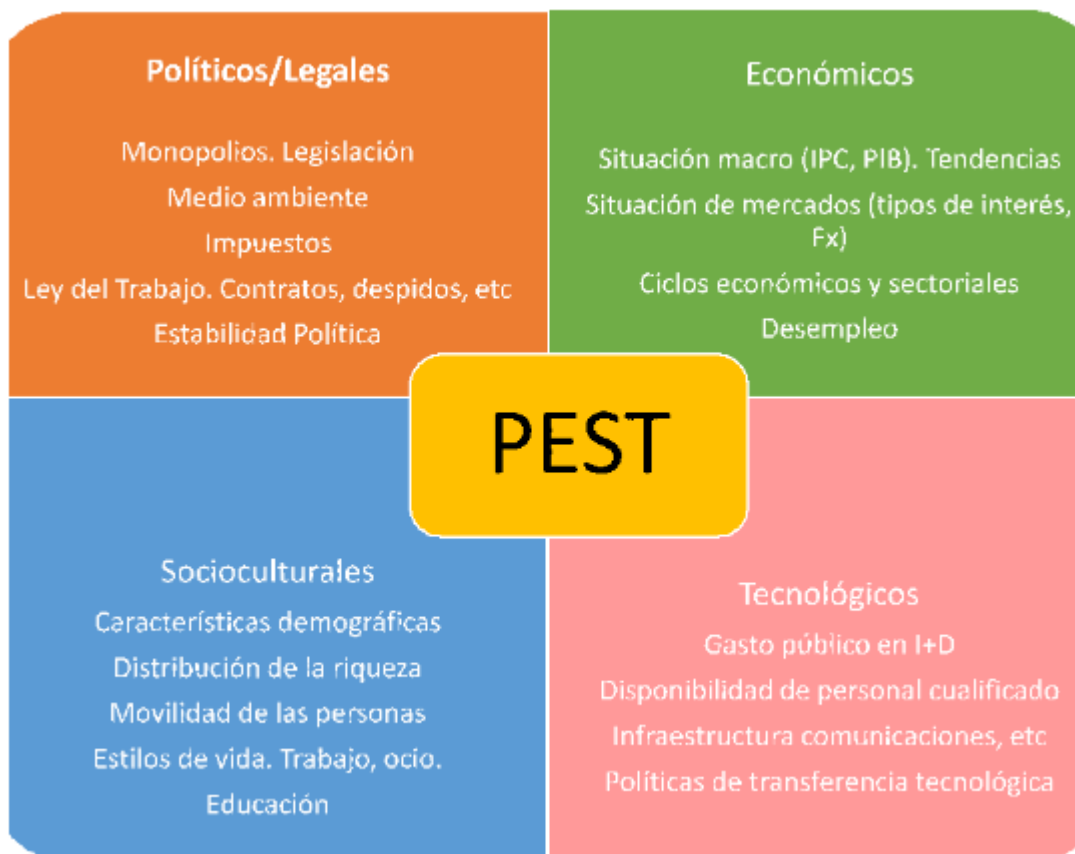 Políticos/Legales
Monopolios. Legislación
Medio ambiente
Impuestos
Ley del Trabajo. Contratos, despidos, etc
Estabilidad Política
Económicos
Situación macro (IPC, PIB). Tendencias
Situación de mercados (tipos de interés,
Fx)
Ciclos económicos y sectoriales
Desempleo
PEST
Socioculturales
Características demográficas
Distribución de la riqueza
Movilidad de las personas
Estilos de vida. Trabajo, ocio.
Educación
Tecnológicos
Gasto público en I+D
Disponibilidad de personal cualificado
Infraestructura comunicaciones, etc
Políticas de transferencia tecnológica